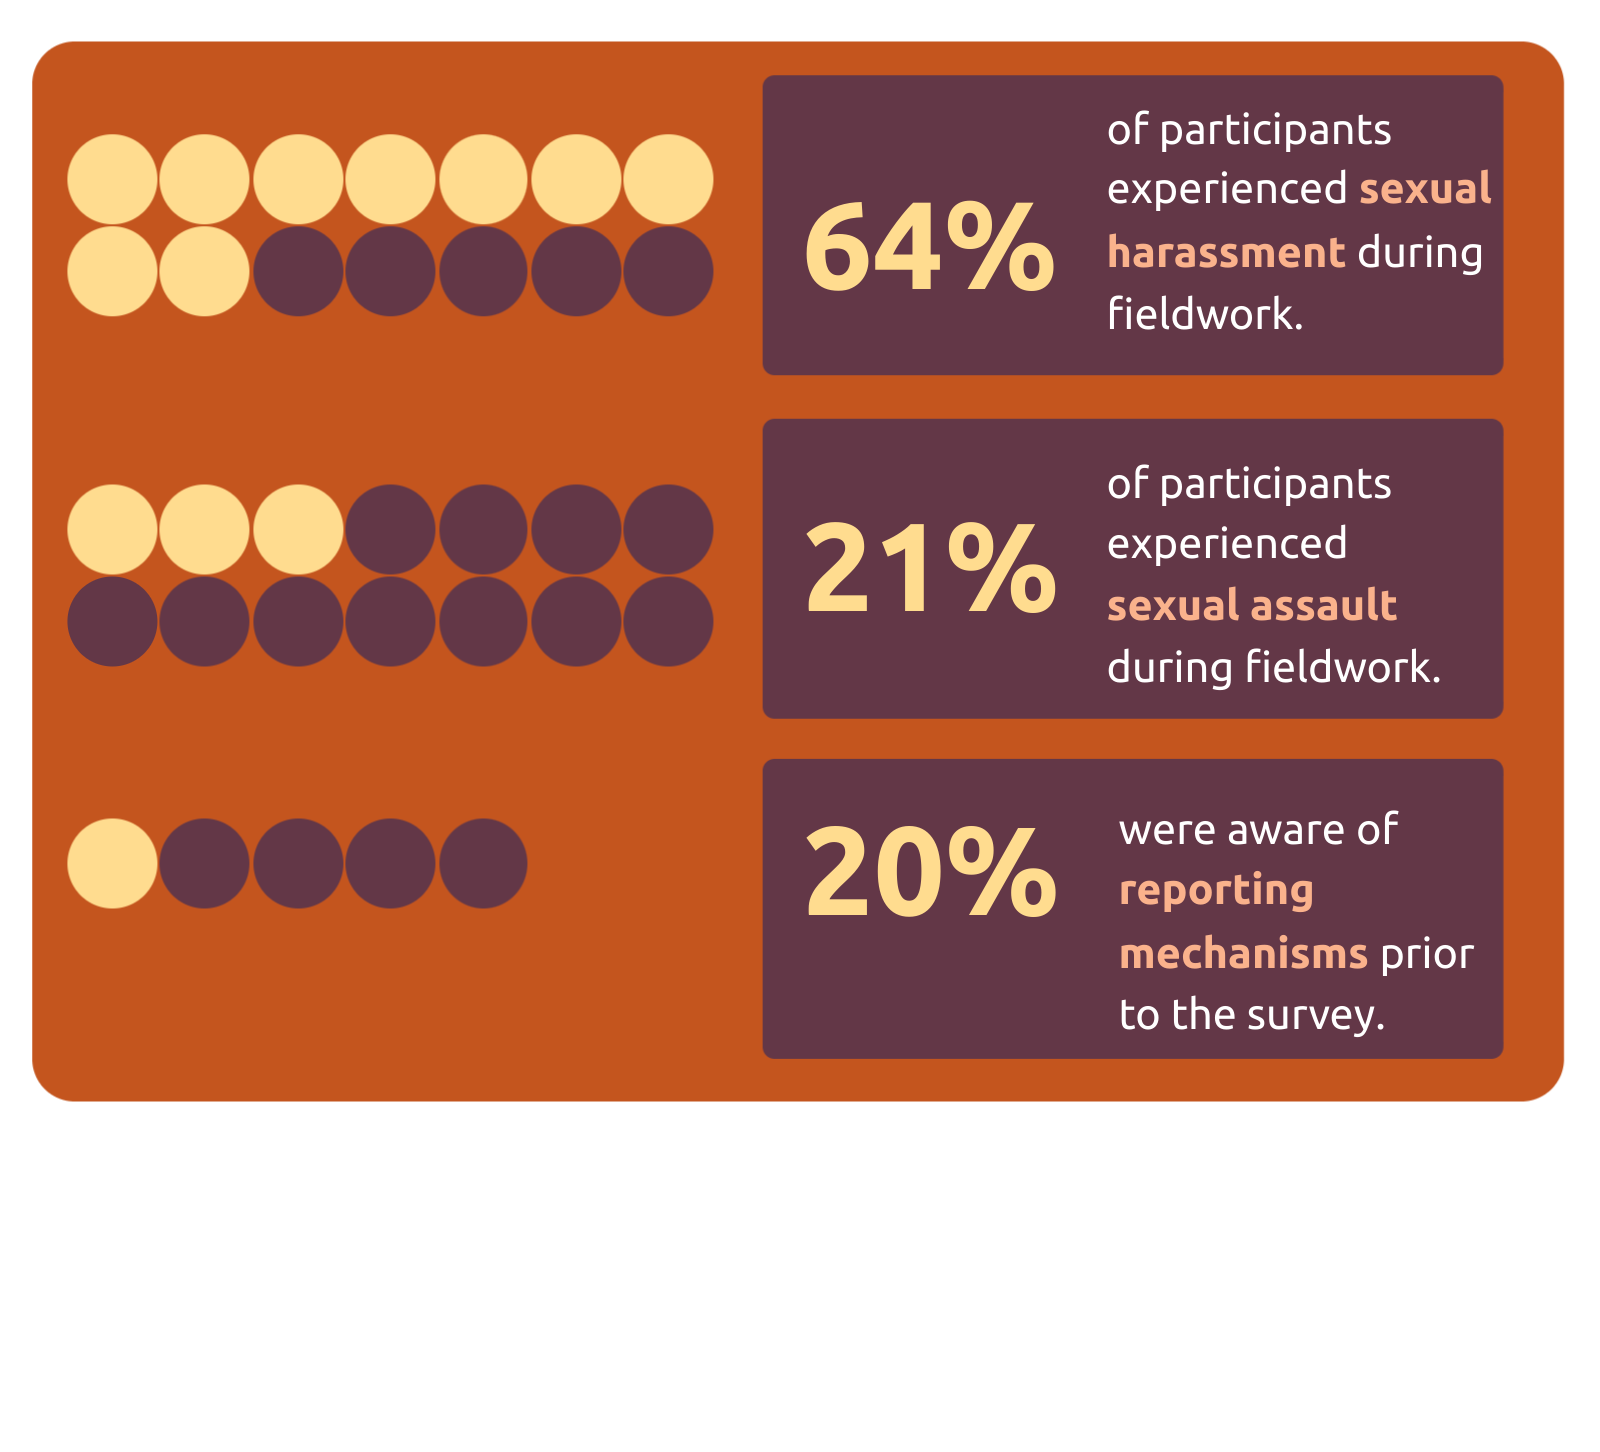 64%
of participants
experienced sexual
harassment during
fieldwork.
21%
of participants
experienced
sexual assault
during fieldwork.
20%
were aware of
reporting
mechanisms prior
to the survey.